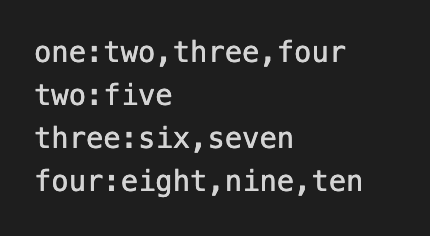 one:two,three,four
two:five
three:six,seven
four:eight,nine,ten